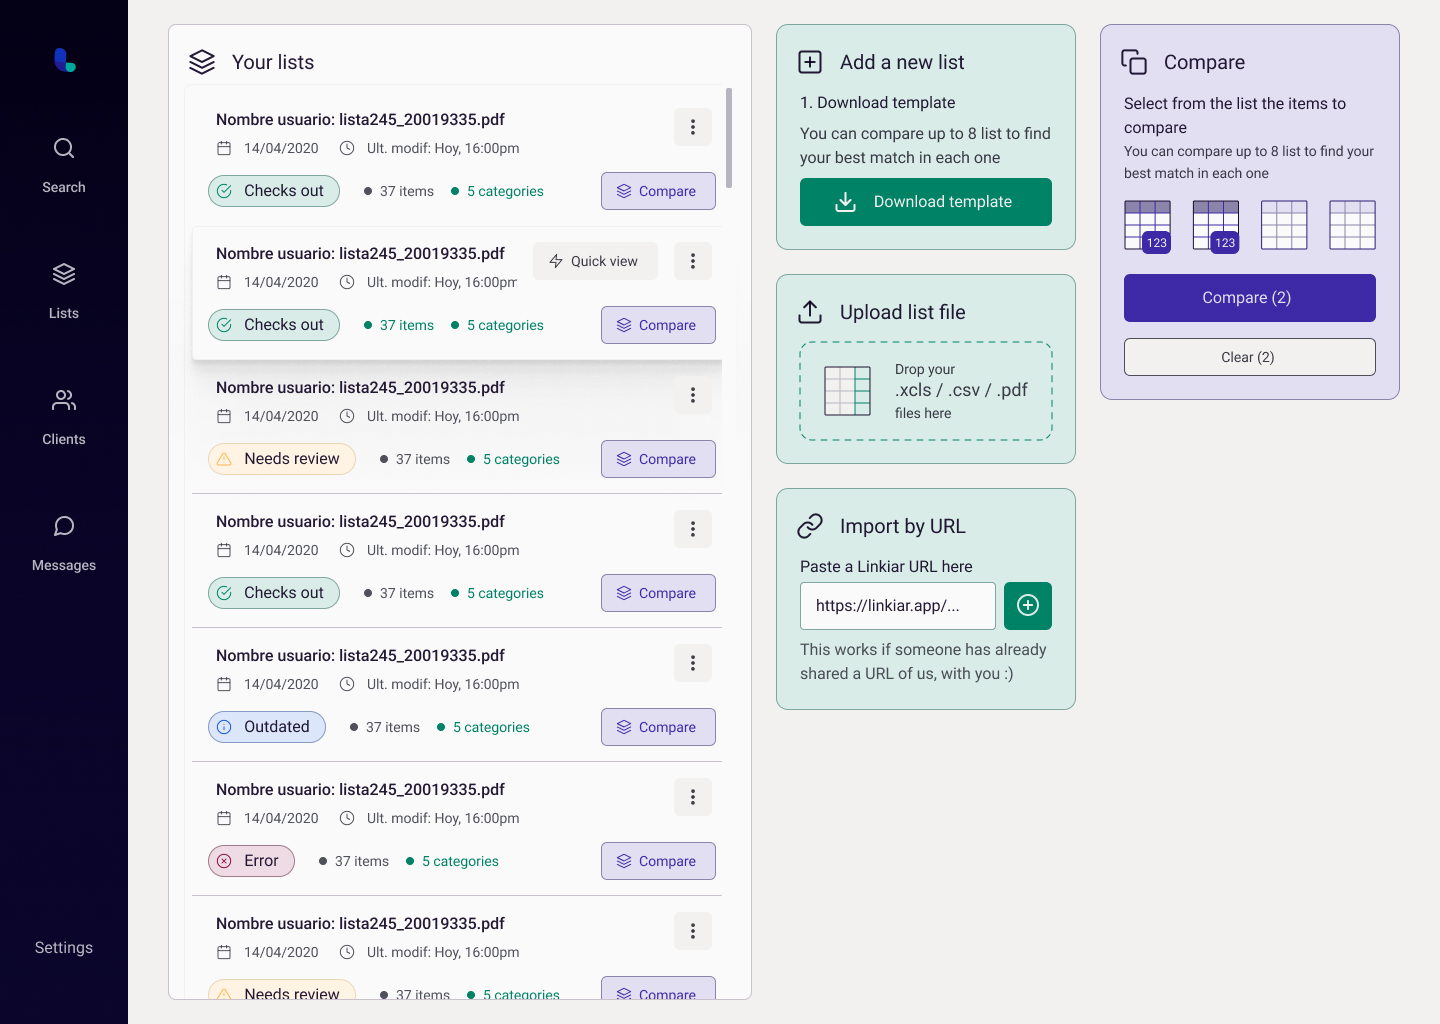 Search
Lists
Clients
Messages
Settings
Your lists
Nombre usuario: lista245_20019335.pdf
14/04/2020 Ult. modif: Hoy, 16:00pm
Checks out 37 items 5 categories Compare
Nombre usuario: lista245_20019335.pdf Quick view
14/04/2020 Ult. modif: Hoy, 16:00pm
Checks out 37 items 5 categories Compare
Nombre usuario: lista245_20019335.pdf
14/04/2020 Ult. modif: Hoy, 16:00pm
Needs review 37 items 5 categories Compare
Nombre usuario: lista245_20019335.pdf
14/04/2020 Ult. modif: Hoy, 16:00pm
Checks out 37 items 5 categories Compare
Nombre usuario: lista245_20019335.pdf
14/04/2020 Ult. modif: Hoy, 16:00pm
Outdated 37 items 5 categories Compare
Nombre usuario: lista245_20019335.pdf
14/04/2020 Ult. modif: Hoy, 16:00pm
Error 37 items 5 categories Compare
Nombre usuario: lista245_20019335.pdf
14/04/2020 Ult. modif: Hoy, 16:00pm
Needs review 37 items 5 categories Compare
Add a new list
1. Download template
You can compare up to 8 list to find
your best match in each one
Download template
Upload list file
Drop your
.xcls / .csv / .pdf
files here
Import by URL
Paste a Linkiar URL here
https://linkiar.app/...
This works if someone has already
shared a URL of us, with you :)
Compare
Select from the list the items to
compare
You can compare up to 8 list to find your
best match in each one
123 123
Compare (2)
Clear (2)